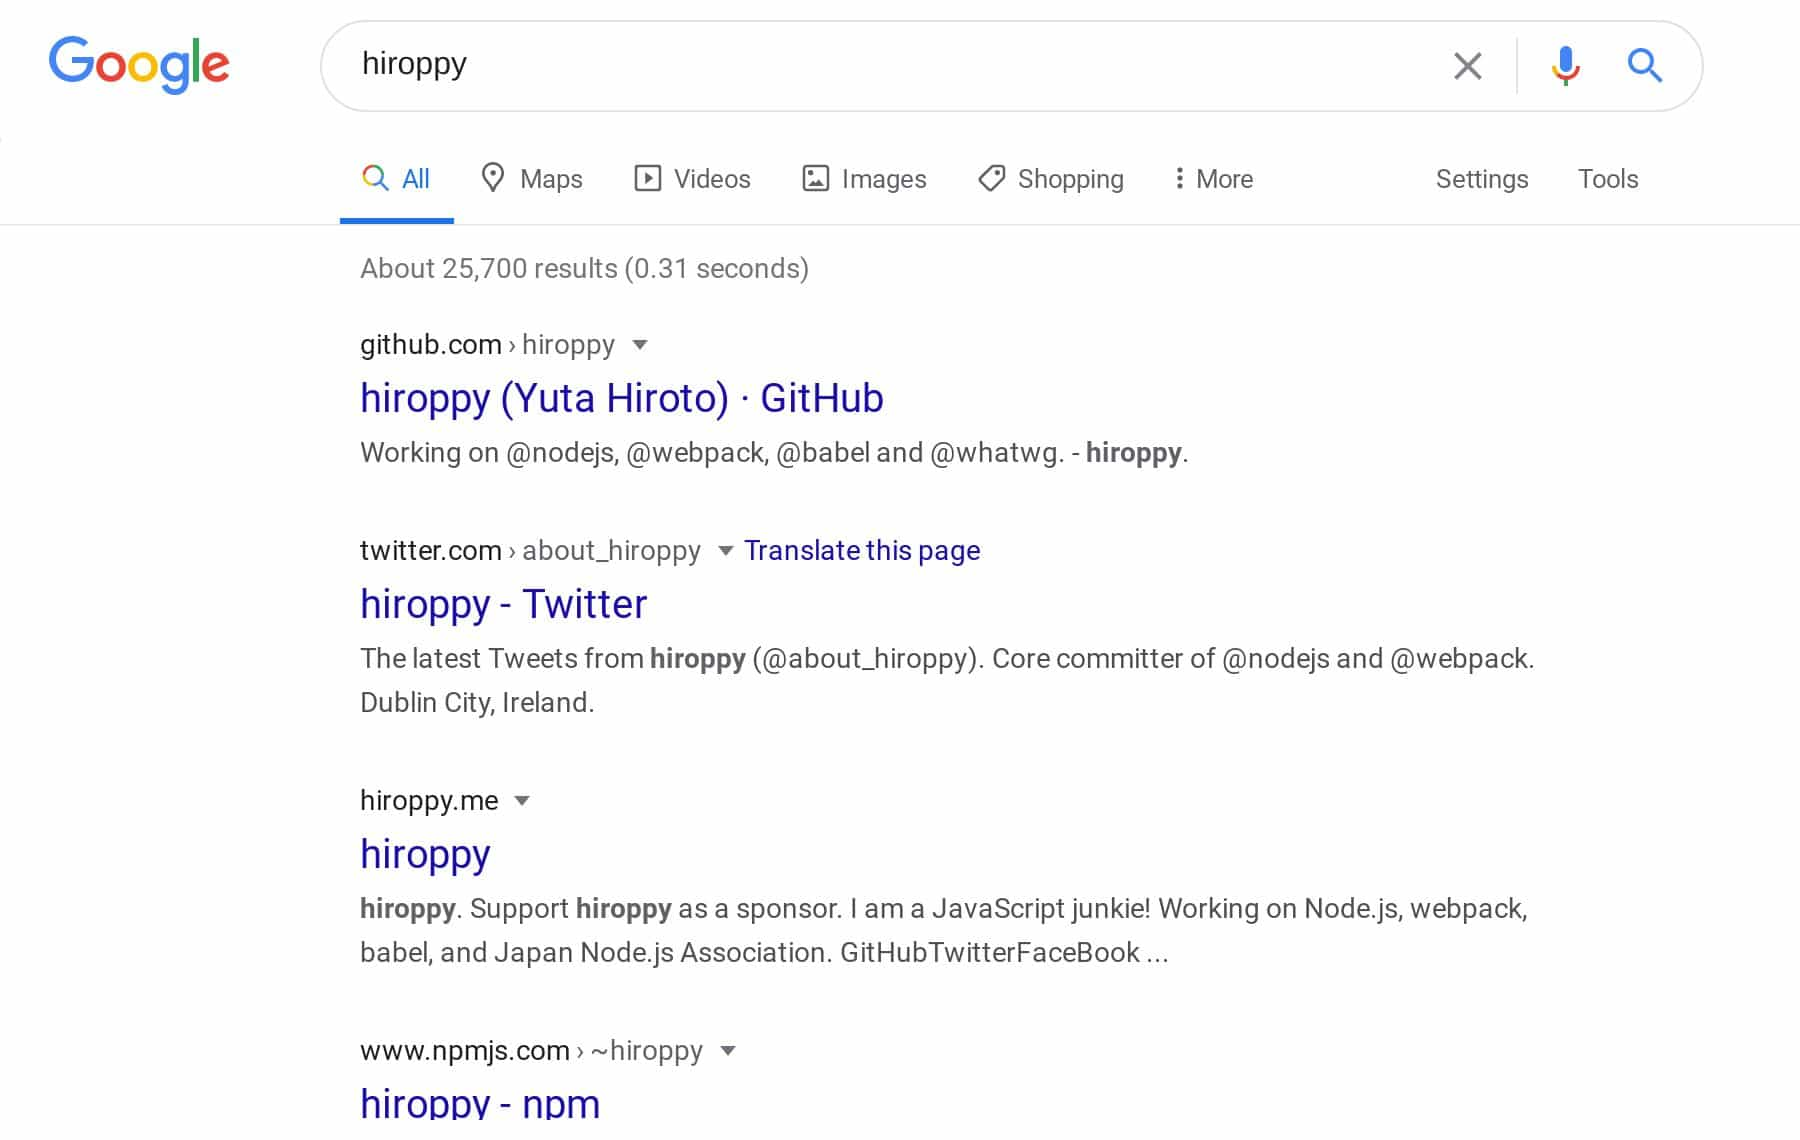 Google
hiroppy
All Maps Videos Images Shopping More Settings Tools
About 25,700 results (0.31 seconds)
github.com › hiroppy
hiroppy (Yuta Hiroto) · GitHub
Working on @nodejs, @webpack, @babel and @whatwg. - hiroppy.
twitter.com › about_hiroppy Translate this page
hiroppy - Twitter
The latest Tweets from hiroppy (@about_hiroppy). Core committer of @nodejs and @webpack.
Dublin City, Ireland.
hiroppy.me
hiroppy
hiroppy. Support hiroppy as a sponsor. I am a JavaScript junkie! Working on Node.js, webpack,
babel, and Japan Node.js Association. GitHubTwitterFaceBook ...
www.npmjs.com › ~hiroppy
hiroppy - npm